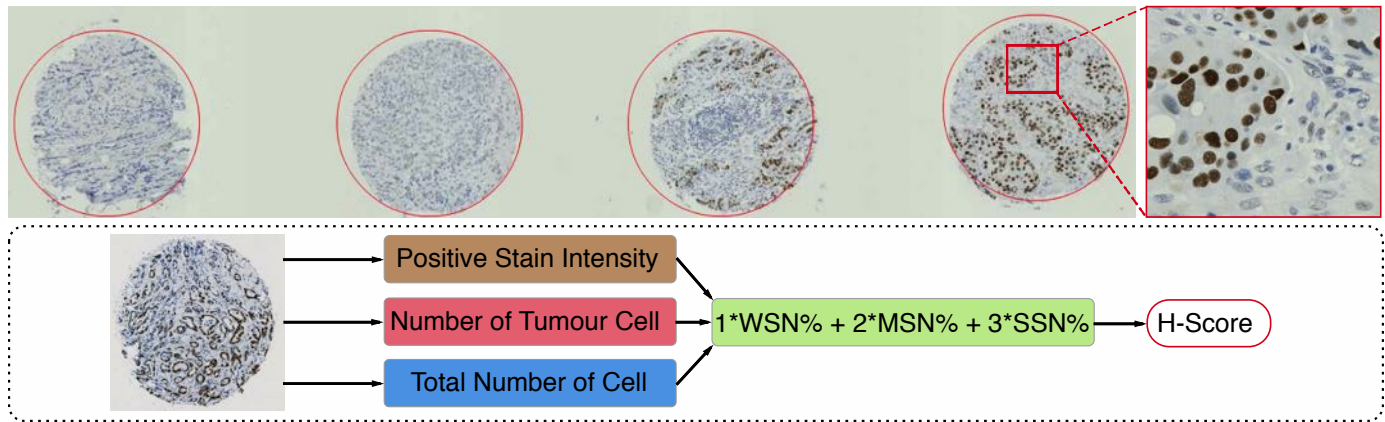 Positive Stain Intensity
Number of Tumour Cell
1*WSN% + 2*MSN% + 3*SSN%
H-Score
Total Number of Cell